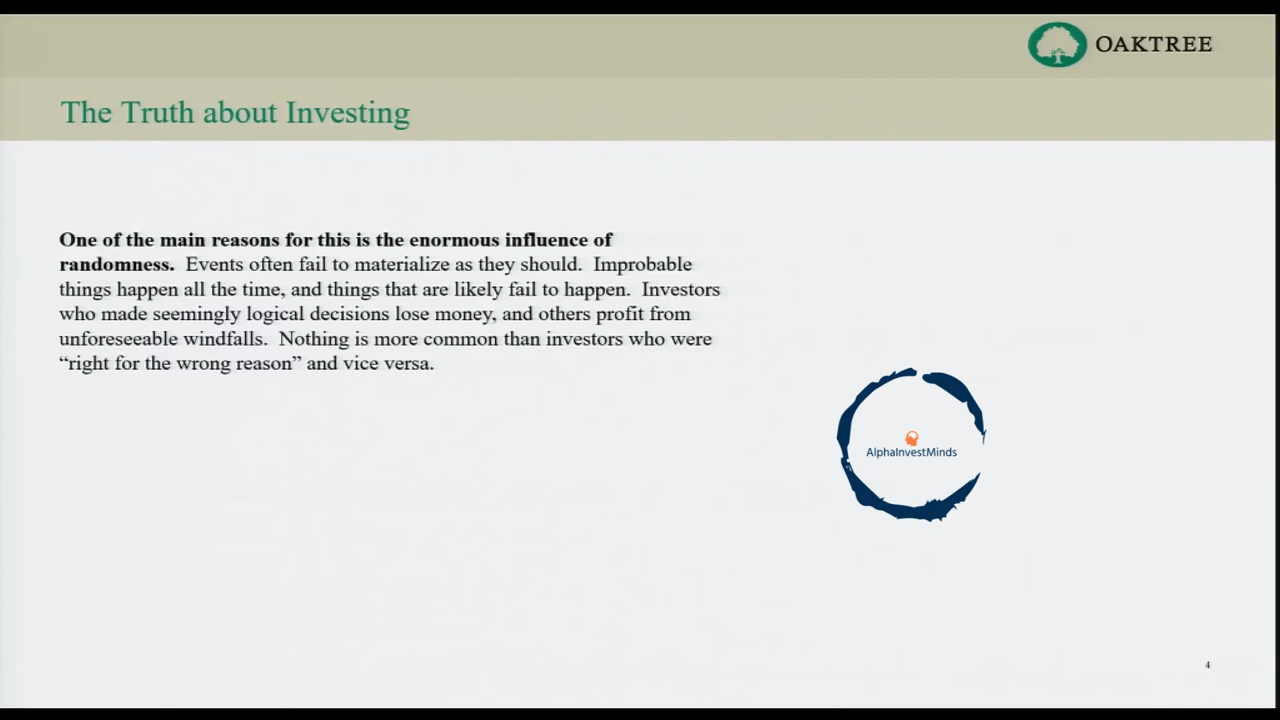 OAKTREE
The Truth about Investing
One of the main reasons for this is the enormous influence of
randomness.  Events often fail to materialize as they should.  Improbable
things happen all the time, and things that are likely fail to happen.  Investors
who made seemingly logical decisions lose money, and others profit from
unforeseeable windfalls.  Nothing is more common than investors who were
“right for the wrong reason” and vice versa.
AlphaInvestMinds
4